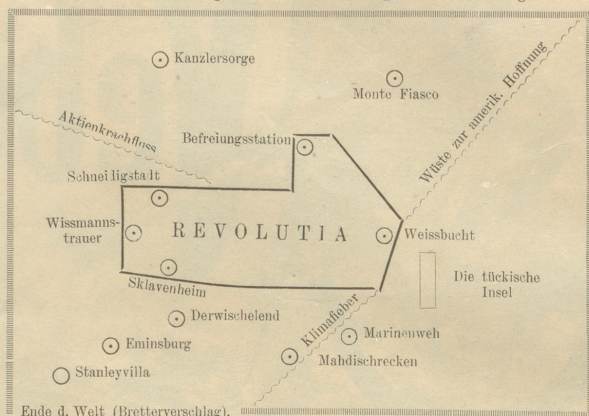 Kanzlersorge
Monte Fiasco
Wüste zur amerik. Hoffnung
Aktienkrachfluss
Befreiungsstation
Schneidigstadt
Wissmanns-
trauer
REVOLUTIA
Weissbucht
Die tückische
Insel
Sklavenheim
Derwischelend
Klimafieber
Marinenweh
Eminsburg
Mahdischrecken
Stanleyvilla
Ende d. Welt (Bretterverschlag).